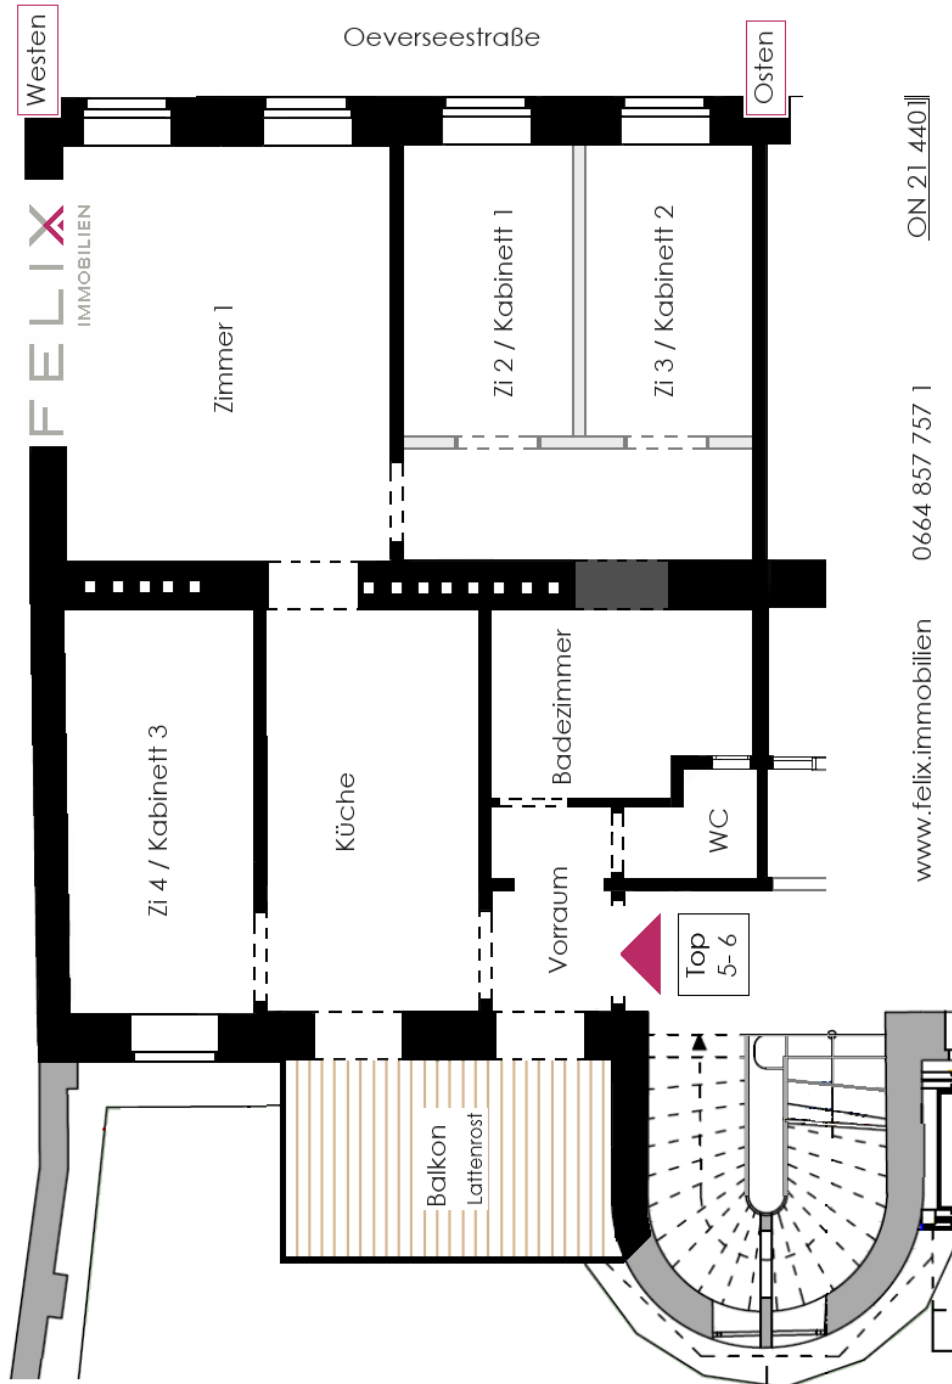 Westen
Oeverseestraße
Osten
FELIX
IMMOBILIEN
Zimmer 1
Zi 2 / Kabinett 1
Zi 3 / Kabinett 2
Zi 4 / Kabinett 3
Küche
Badezimmer
WC
Vorraum
Top
5- 6
Balkon
Lattenrost
www.felix.immobilien
0664 857 757 1
ON 21 4401